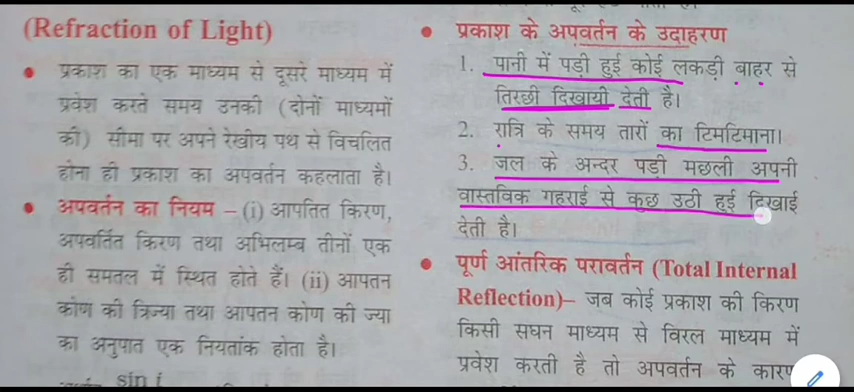 (Refraction of Light)
• प्रकाश का एक माध्यम से दूसरे माध्यम में
प्रवेश करते समय उनकी (दोनों माध्यमों
की) सीमा पर अपने रेखीय पथ से विचलित
होना ही प्रकाश का अपवर्तन कहलाता है।
• अपवर्तन का नियम – (i) आपतित किरण,
अपवर्तित किरण तथा अभिलम्ब तीनों एक
ही समतल में स्थित होते हैं। (ii) आपतन
कोण की त्रिज्या तथा आपतन कोण की ज्या
का अनुपात एक नियतांक होता है।
sin i
• प्रकाश के अपवर्तन के उदाहरण
1. पानी में पड़ी हुई कोई लकड़ी बाहर से
तिरछी दिखायी देती है।
2. रात्रि के समय तारों का टिमटिमाना।
3. जल के अन्दर पड़ी मछली अपनी
वास्तविक गहराई से कुछ उठी हुई दिखाई
देती है।
• पूर्ण आंतरिक परावर्तन (Total Internal
Reflection)– जब कोई प्रकाश की किरण
किसी सघन माध्यम से विरल माध्यम में
प्रवेश करती है तो अपवर्तन के कारण